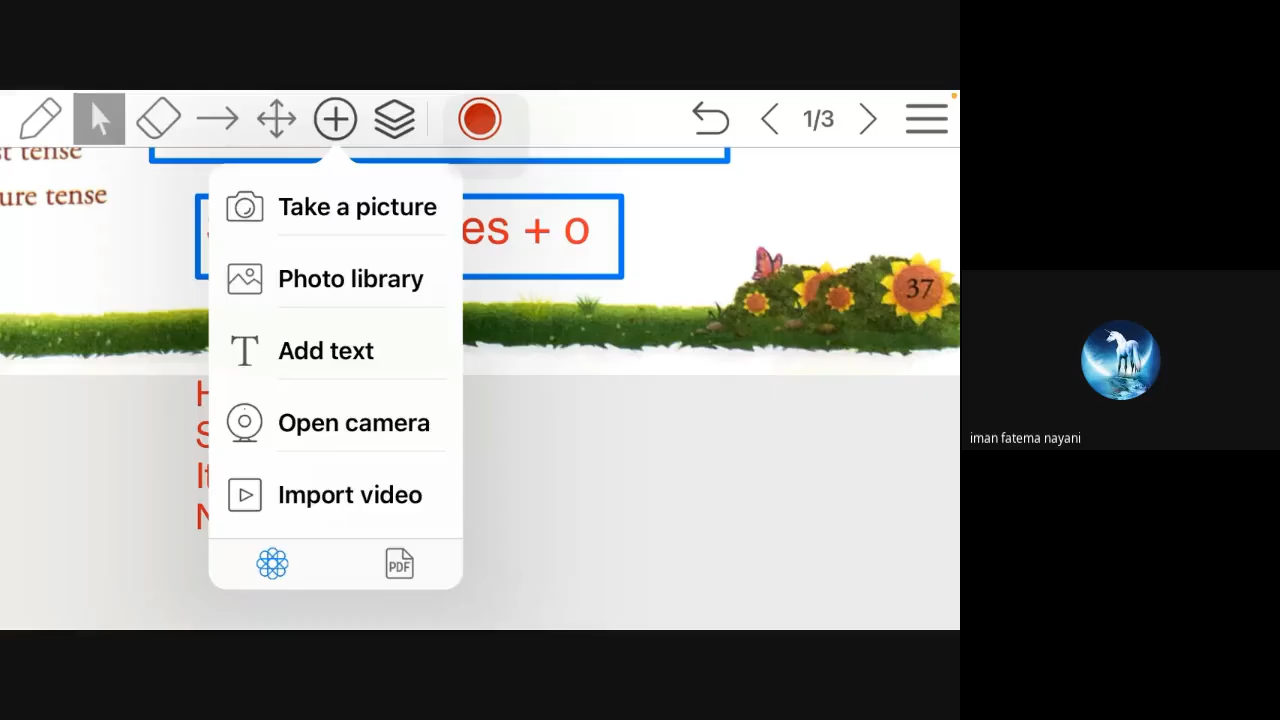 1/3
st tense
ure tense
es + o
37
Take a picture
Photo library
Add text
Open camera
Import video
PDF
iman fatema nayani